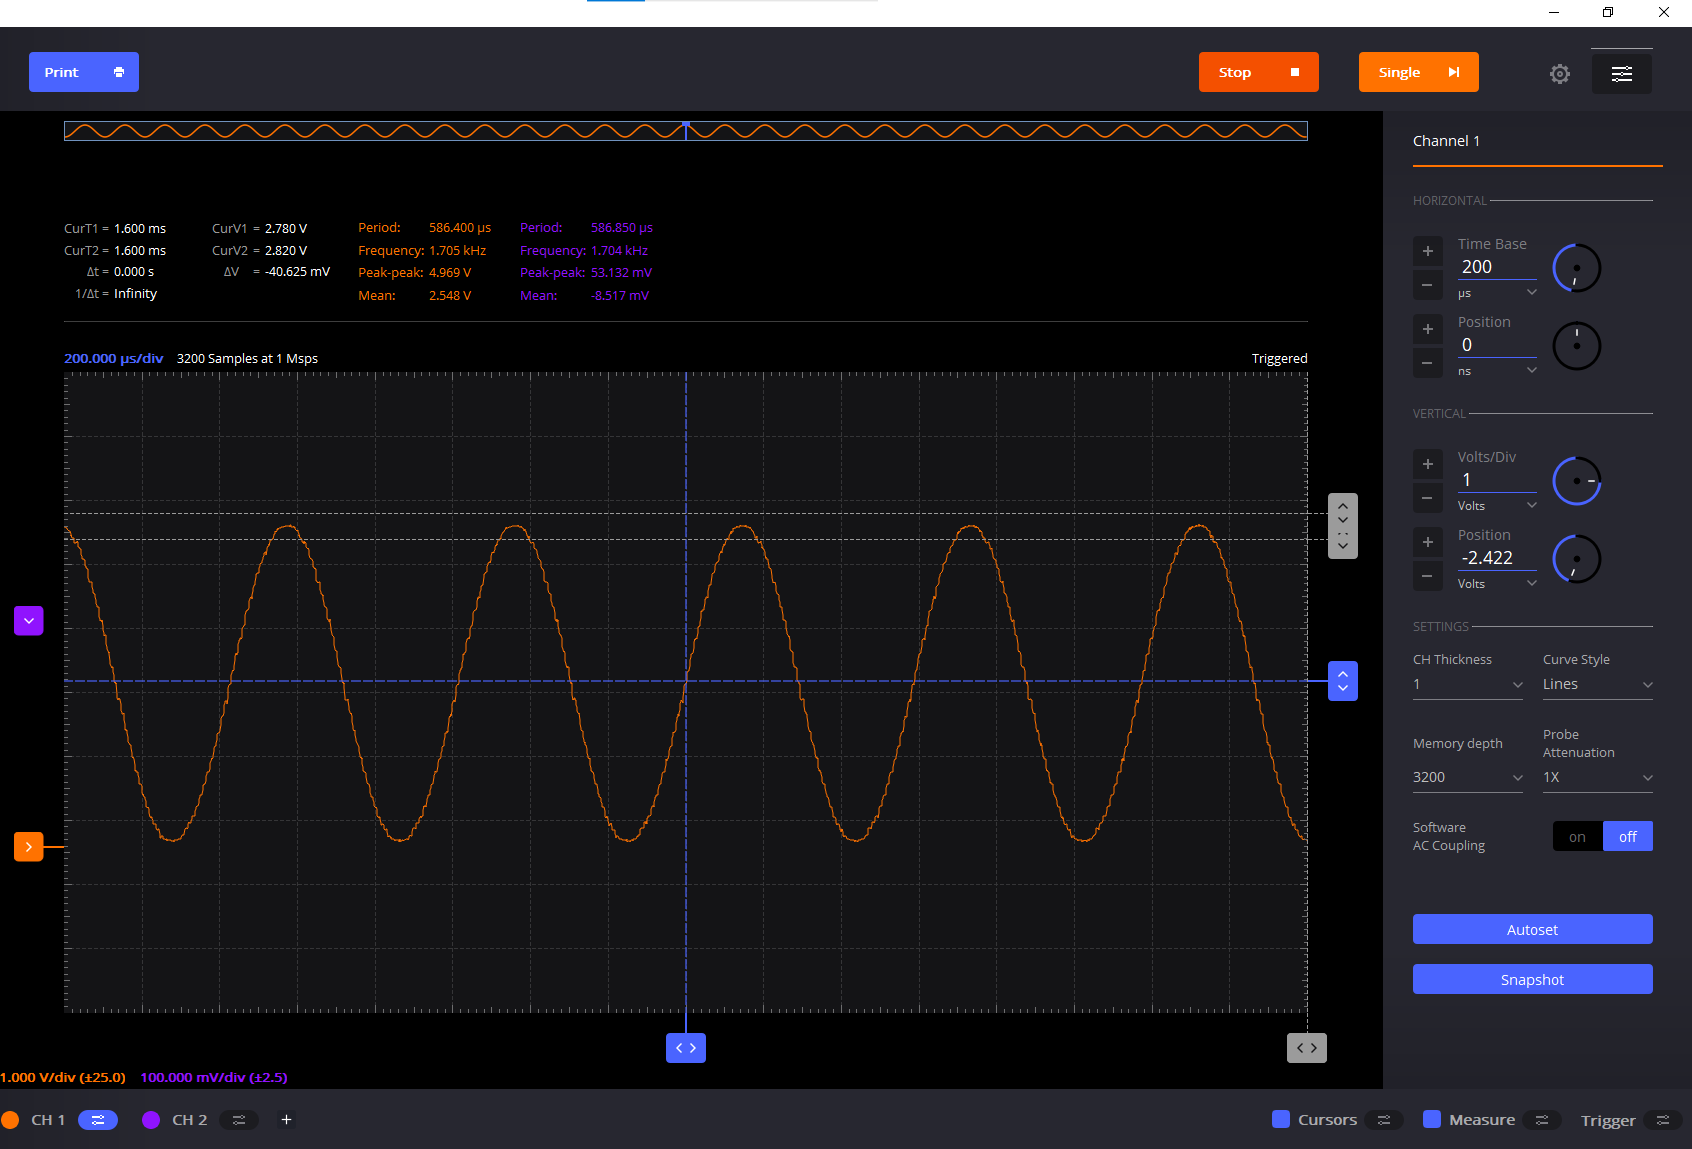 Print
Stop
Single
Channel 1
HORIZONTAL
CurT1 = 1.600 ms CurV1 = 2.780 V Period: 586.400 µs Period: 586.850 µs
CurT2 = 1.600 ms CurV2 = 2.820 V Frequency: 1.705 kHz Frequency: 1.704 kHz
Δt = 0.000 s ΔV = -40.625 mV Peak-peak: 4.969 V Peak-peak: 53.132 mV
1/Δt = Infinity Mean: 2.548 V Mean: -8.517 mV
+ Time Base
200
− µs
+ Position
0
− ns
200.000 µs/div 3200 Samples at 1 Msps Triggered
VERTICAL
+ Volts/Div
1
− Volts
+ Position
-2.422
− Volts
SETTINGS
CH Thickness Curve Style
1 Lines
Memory depth Probe Attenuation
3200 1X
Software
AC Coupling
on off
Autoset
Snapshot
1.000 V/div (±25.0) 100.000 mV/div (±2.5)
CH 1 CH 2 + Cursors Measure Trigger